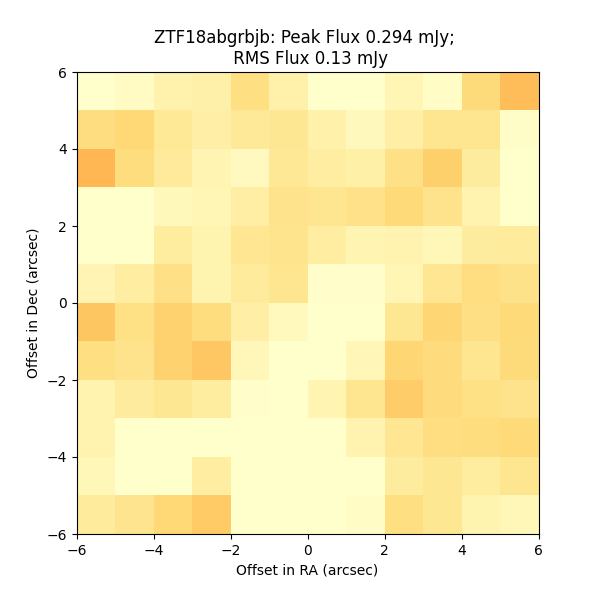 ZTF18abgrbjb: Peak Flux 0.294 mJy;
RMS Flux 0.13 mJy
6
4
2
0
−2
−4
−6
Offset in Dec (arcsec)
−6 −4 −2 0 2 4 6
Offset in RA (arcsec)